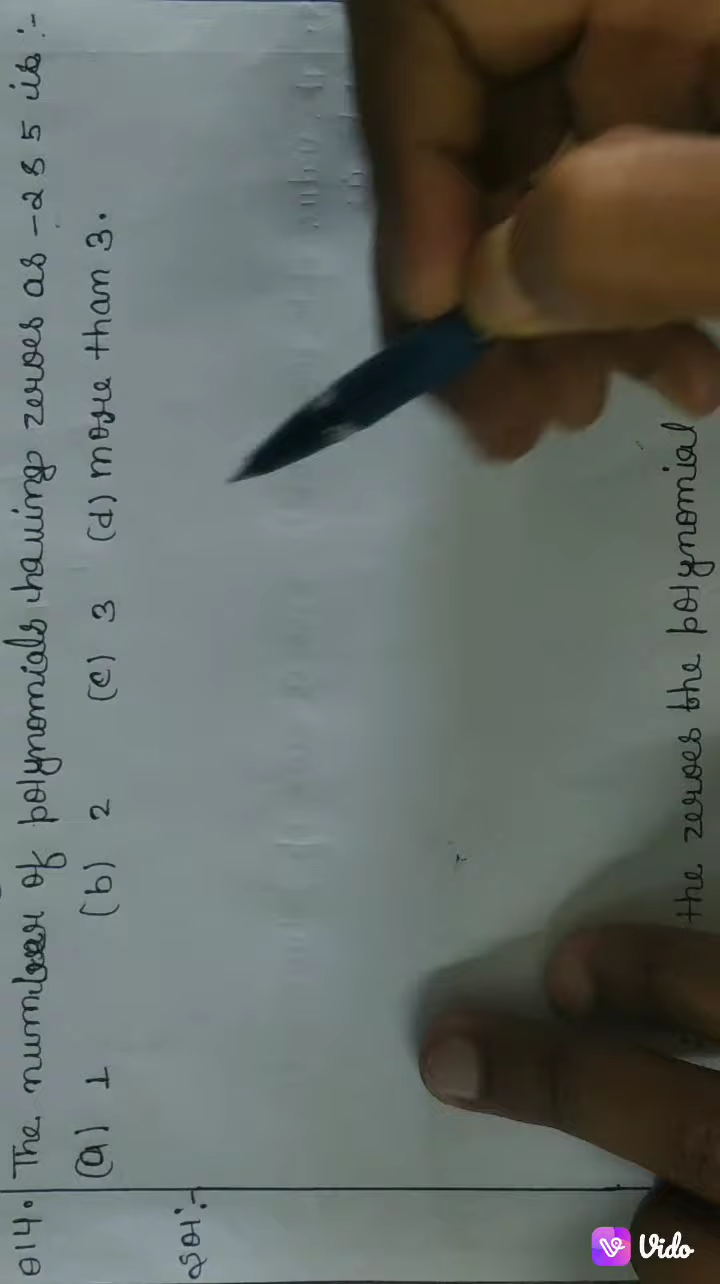 Q14. The number of polynomials having zeroes as -2 & 5 is :-
(a) 1 (b) 2 (c) 3 (d) more than 3.
Sol:-
the zeroes the polynomial
Vido